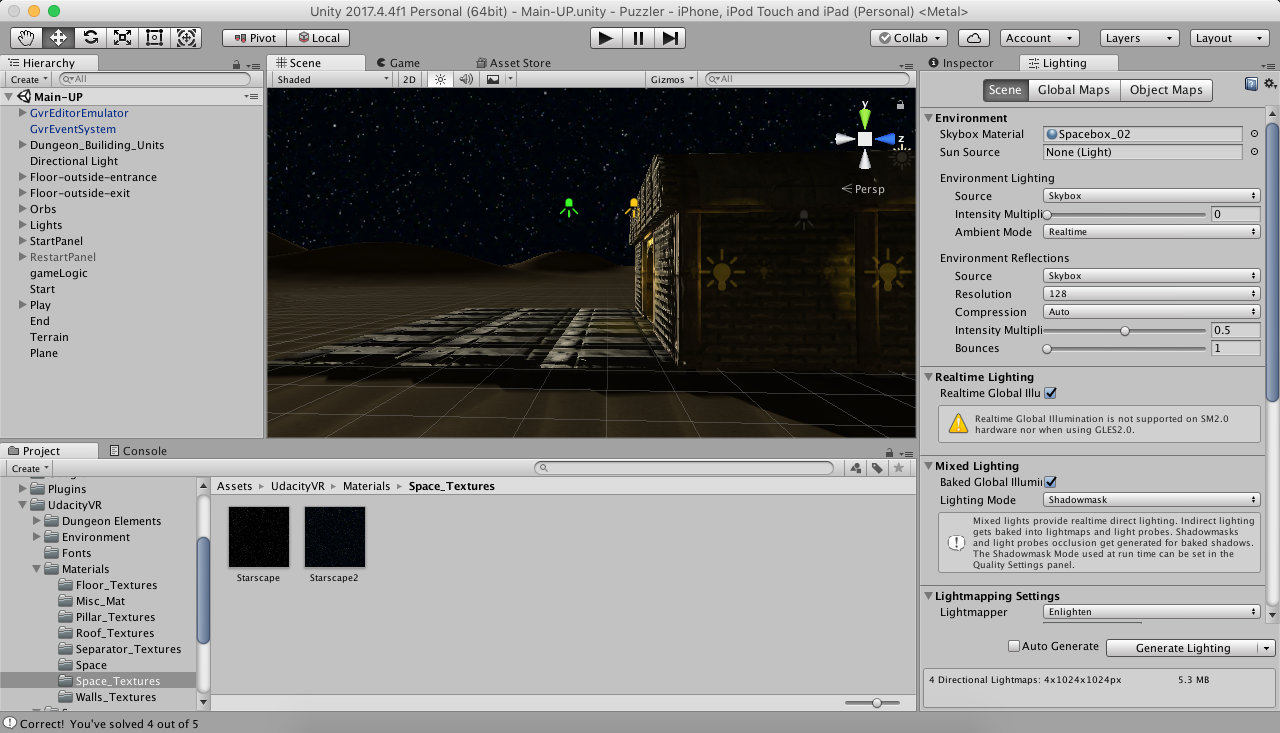 Unity 2017.4.4f1 Personal (64bit) - Main-UP.unity - Puzzler - iPhone, iPod Touch and iPad (Personal) <Metal>
Pivot Local Collab Account Layers Layout
Hierarchy
Create All
Main-UP
GvrEditorEmulator
GvrEventSystem
Dungeon_Builiding_Units
Directional Light
Floor-outside-entrance
Floor-outside-exit
Orbs
Lights
StartPanel
RestartPanel
gameLogic
Start
Play
End
Terrain
Plane
Scene Game Asset Store
Shaded 2D Gizmos All
y
z
Persp
Project Console
Create
Plugins
UdacityVR
Dungeon Elements
Environment
Fonts
Materials
Floor_Textures
Misc_Mat
Pillar_Textures
Roof_Textures
Separator_Textures
Space
Space_Textures
Walls_Textures
Assets UdacityVR Materials Space_Textures
Starscape Starscape2
Inspector Lighting
Scene Global Maps Object Maps
Environment
Skybox Material Spacebox_02
Sun Source None (Light)
Environment Lighting
Source Skybox
Intensity Multipli 0
Ambient Mode Realtime
Environment Reflections
Source Skybox
Resolution 128
Compression Auto
Intensity Multipli 0.5
Bounces 1
Realtime Lighting
Realtime Global Illu
Realtime Global Illumination is not supported on SM2.0
hardware nor when using GLES2.0.
Mixed Lighting
Baked Global Illumii
Lighting Mode Shadowmask
Mixed lights provide realtime direct lighting. Indirect lighting
gets baked into lightmaps and light probes. Shadowmasks
and light probes occlusion get generated for baked shadows.
The Shadowmask Mode used at run time can be set in the
Quality Settings panel.
Lightmapping Settings
Lightmapper Enlighten
Auto Generate Generate Lighting
4 Directional Lightmaps: 4x1024x1024px 5.3 MB
Correct! You've solved 4 out of 5